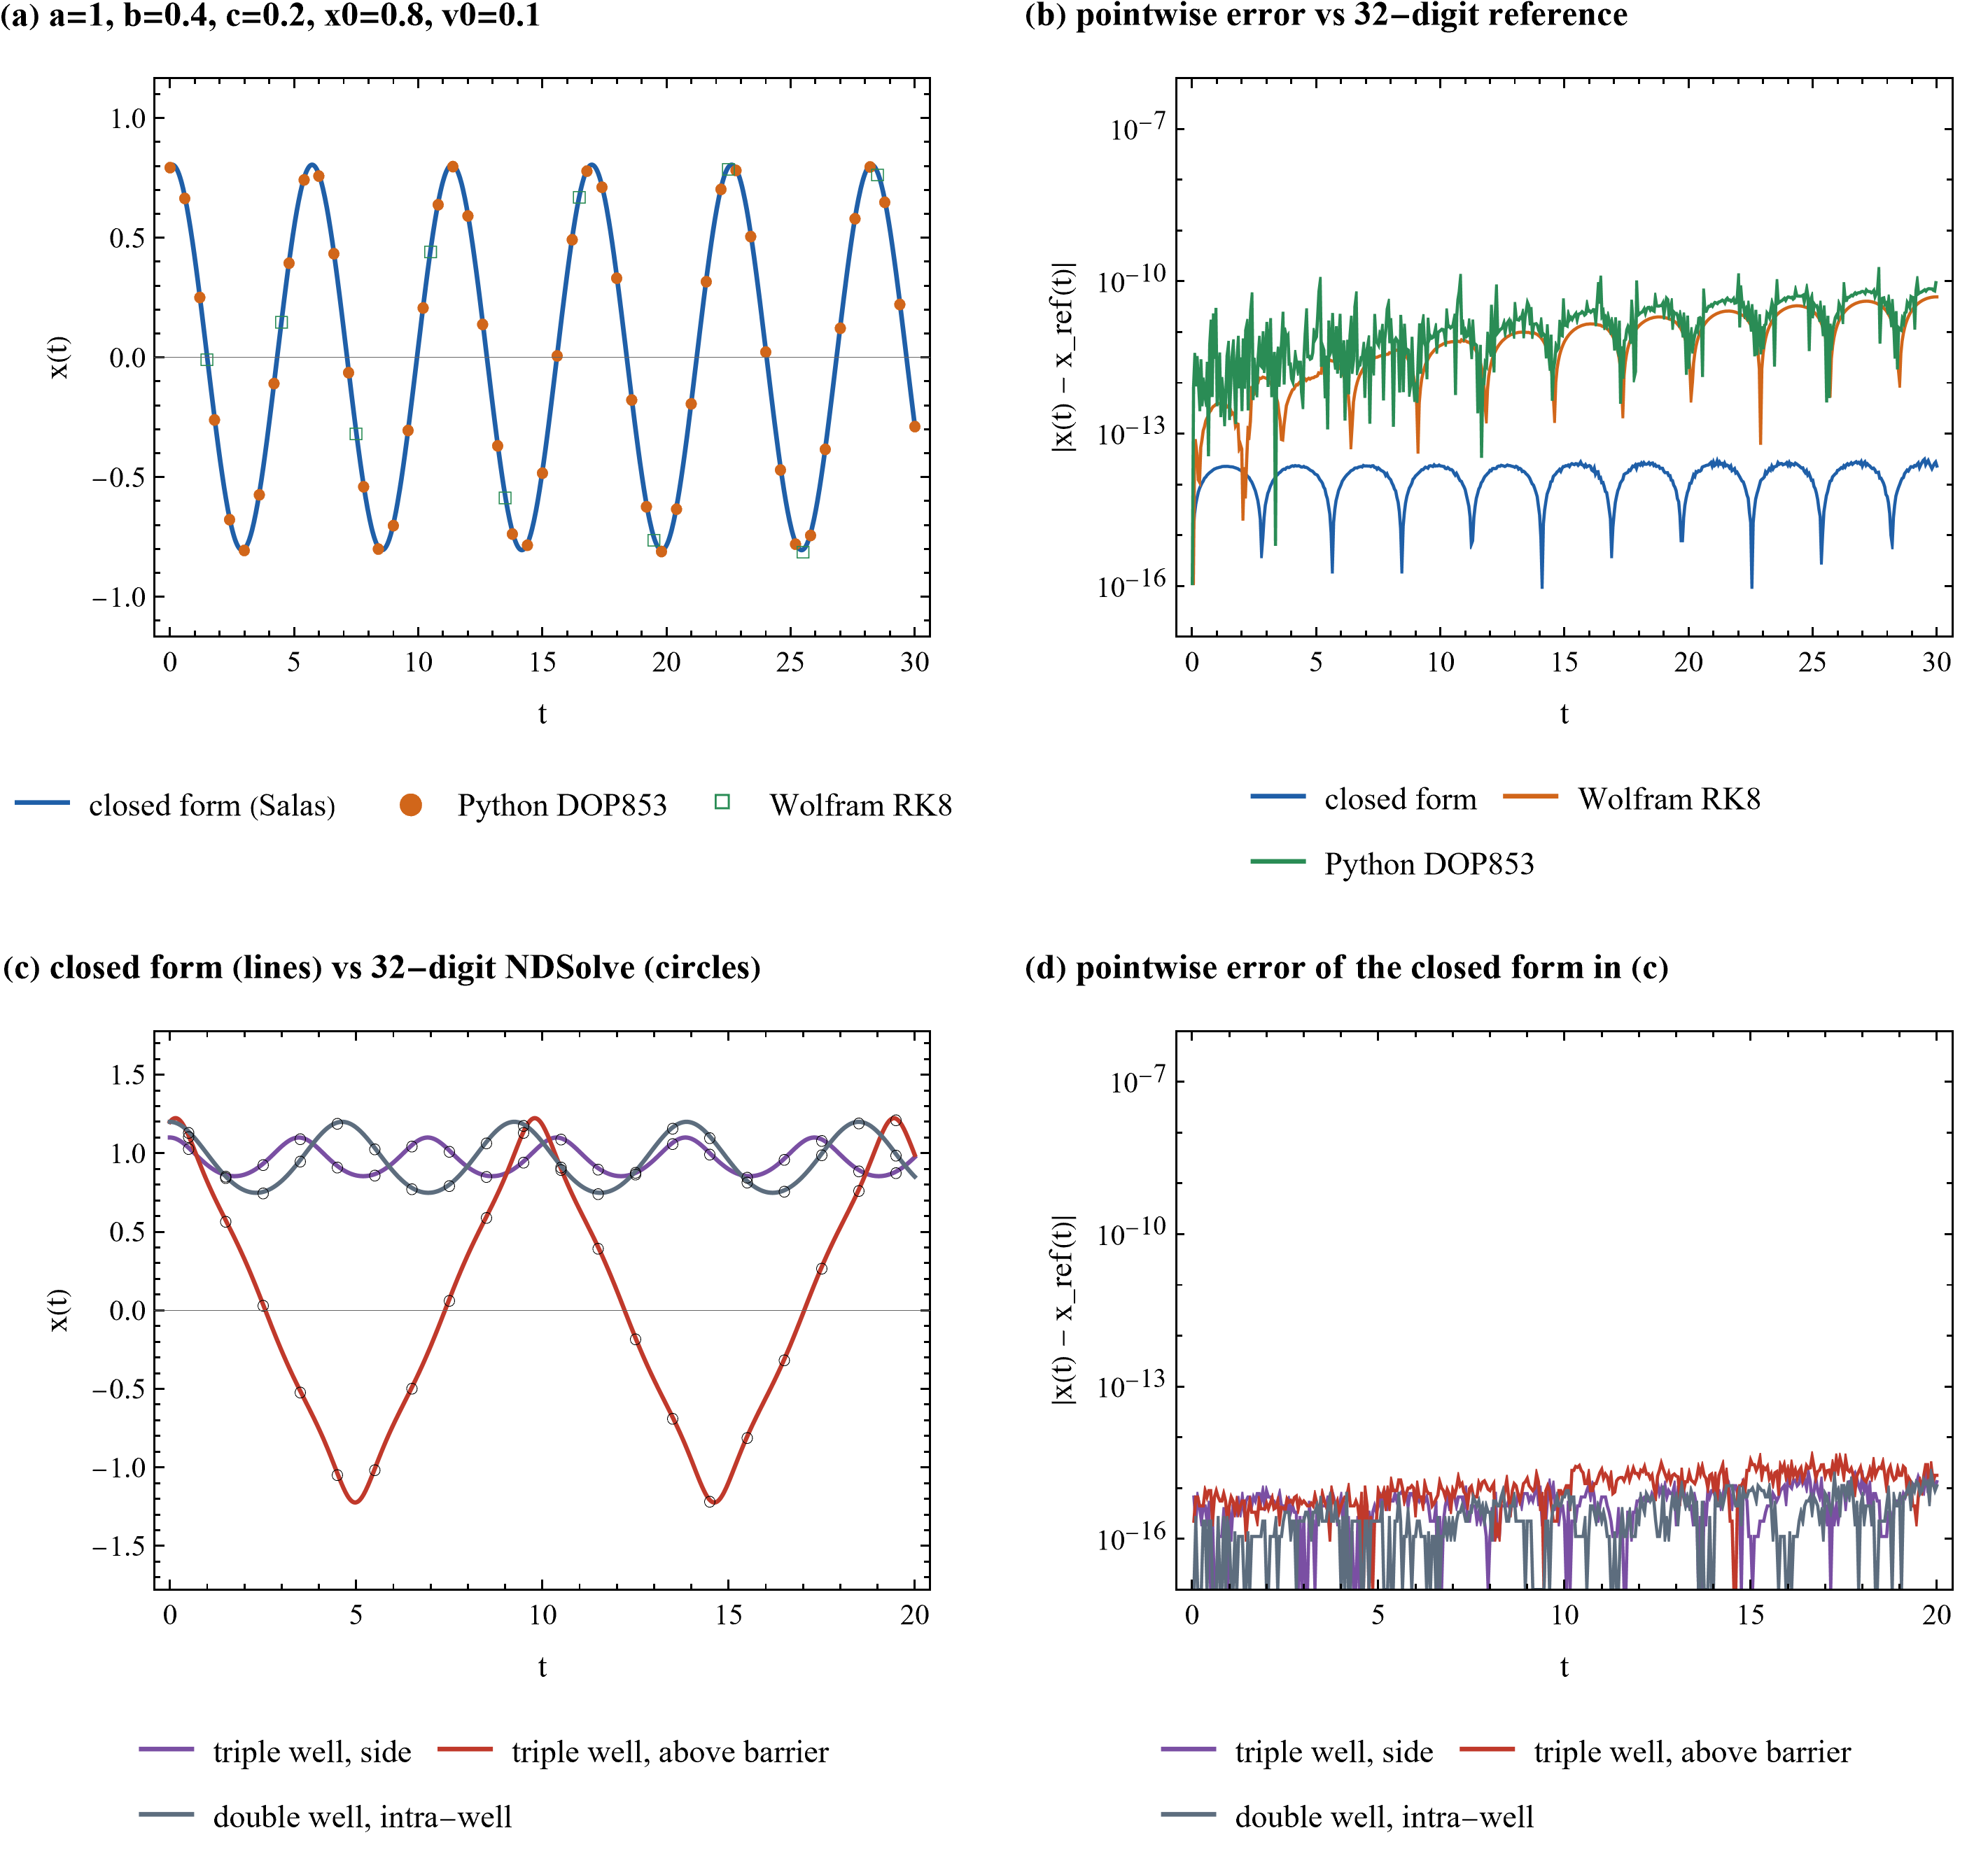 (a) a=1, b=0.4, c=0.2, x0=0.8, v0=0.1
1.0
0.5
0.0
−0.5
−1.0
x(t)
0 5 10 15 20 25 30
t
closed form (Salas) Python DOP853 Wolfram RK8
(b) pointwise error vs 32−digit reference
10−7
10−10
10−13
10−16
|x(t) − x_ref(t)|
0 5 10 15 20 25 30
t
closed form Wolfram RK8
Python DOP853
(c) closed form (lines) vs 32−digit NDSolve (circles)
1.5
1.0
0.5
0.0
−0.5
−1.0
−1.5
x(t)
0 5 10 15 20
t
triple well, side triple well, above barrier
double well, intra−well
(d) pointwise error of the closed form in (c)
10−7
10−10
10−13
10−16
|x(t) − x_ref(t)|
0 5 10 15 20
t
triple well, side triple well, above barrier
double well, intra−well